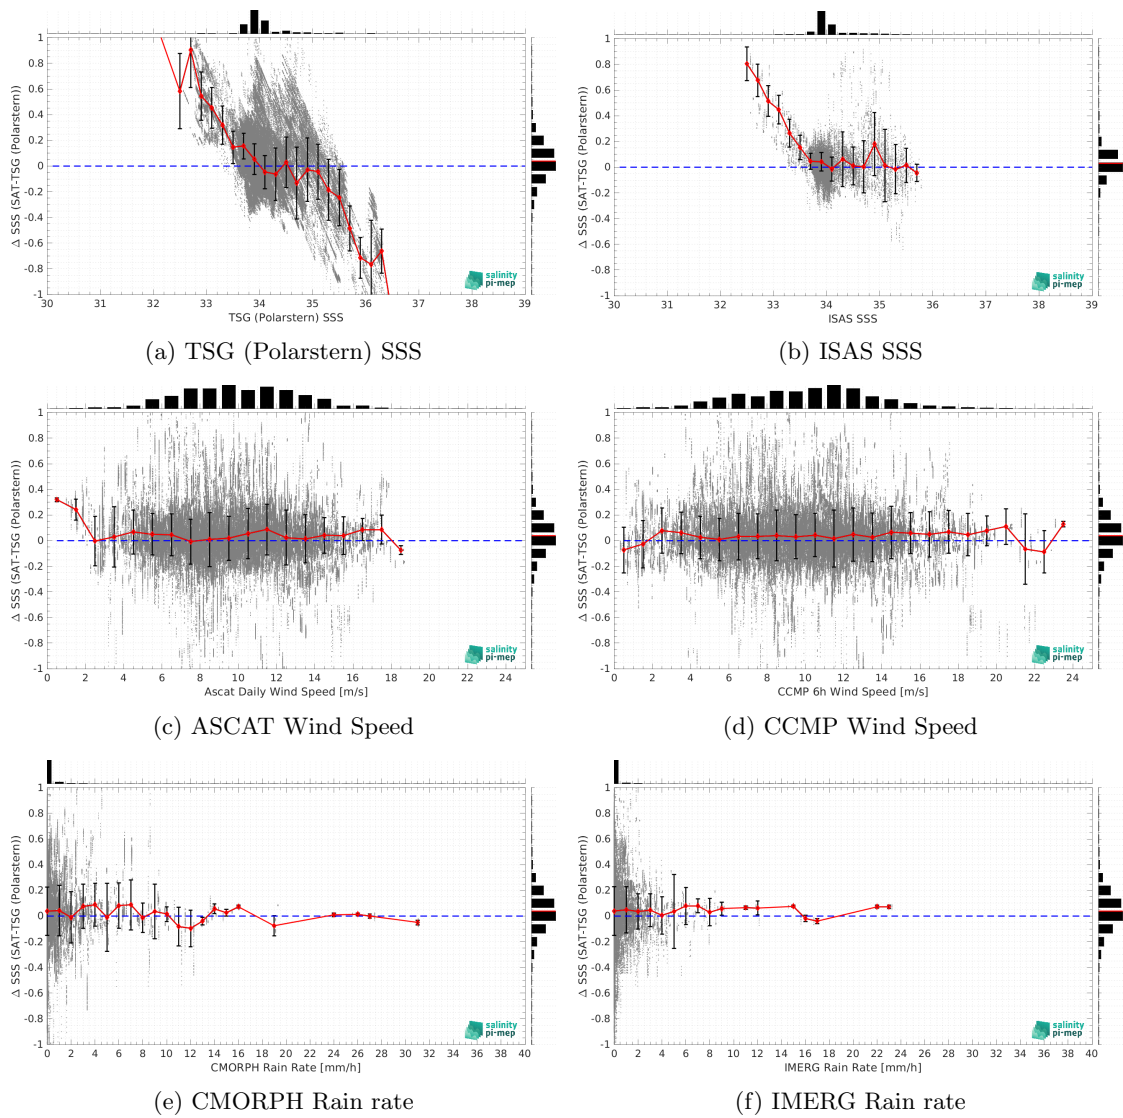 Δ SSS (SAT-TSG (Polarstern))
1
0.8
0.6
0.4
0.2
0
-0.2
-0.4
-0.6
-0.8
-1
30 31 32 33 34 35 36 37 38 39
TSG (Polarstern) SSS
salinity
pi-mep
(a) TSG (Polarstern) SSS
Δ SSS (SAT-TSG (Polarstern))
1
0.8
0.6
0.4
0.2
0
-0.2
-0.4
-0.6
-0.8
-1
30 31 32 33 34 35 36 37 38 39
ISAS SSS
salinity
pi-mep
(b) ISAS SSS
Δ SSS (SAT-TSG (Polarstern))
1
0.8
0.6
0.4
0.2
0
-0.2
-0.4
-0.6
-0.8
-1
0 2 4 6 8 10 12 14 16 18 20 22 24
Ascat Daily Wind Speed [m/s]
salinity
pi-mep
(c) ASCAT Wind Speed
Δ SSS (SAT-TSG (Polarstern))
1
0.8
0.6
0.4
0.2
0
-0.2
-0.4
-0.6
-0.8
-1
0 2 4 6 8 10 12 14 16 18 20 22 24
CCMP 6h Wind Speed [m/s]
salinity
pi-mep
(d) CCMP Wind Speed
Δ SSS (SAT-TSG (Polarstern))
1
0.8
0.6
0.4
0.2
0
-0.2
-0.4
-0.6
-0.8
-1
0 2 4 6 8 10 12 14 16 18 20 22 24 26 28 30 32 34 36 38 40
CMORPH Rain Rate [mm/h]
salinity
pi-mep
(e) CMORPH Rain rate
Δ SSS (SAT-TSG (Polarstern))
1
0.8
0.6
0.4
0.2
0
-0.2
-0.4
-0.6
-0.8
-1
0 2 4 6 8 10 12 14 16 18 20 22 24 26 28 30 32 34 36 38 40
IMERG Rain Rate [mm/h]
salinity
pi-mep
(f) IMERG Rain rate